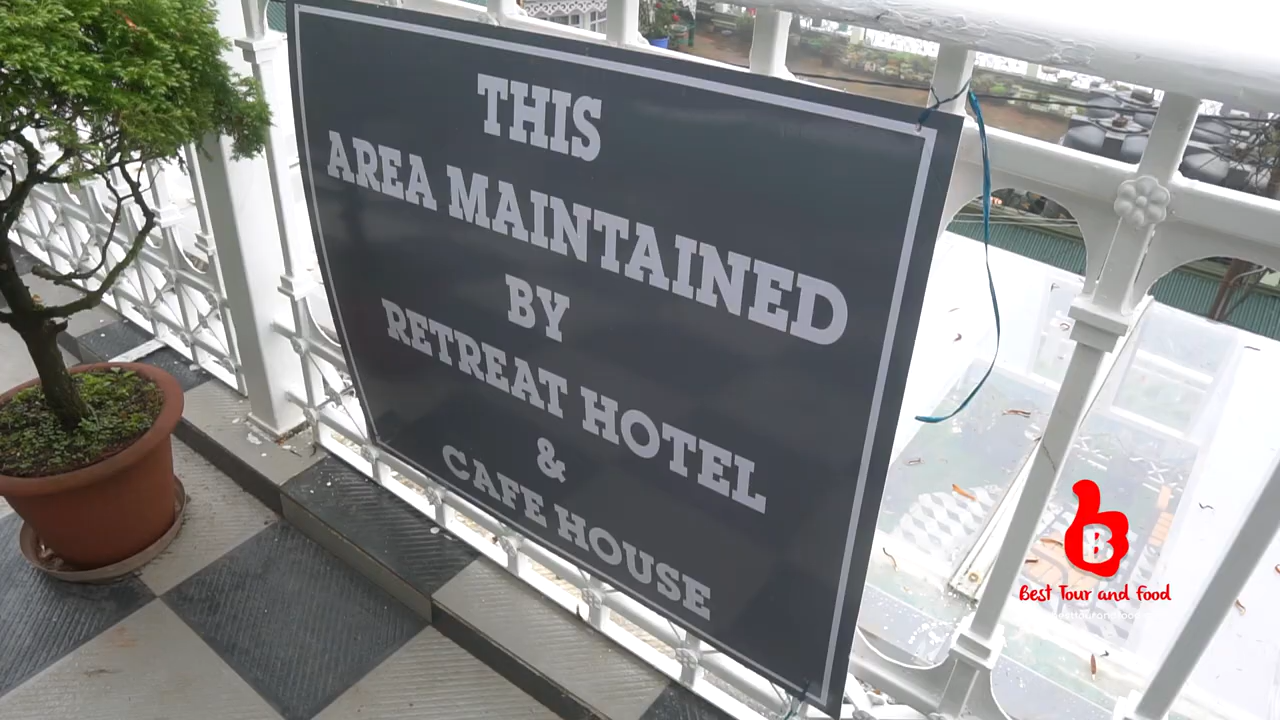 THIS
AREA MAINTAINED
BY
RETREAT HOTEL
&
CAFE HOUSE
B
Best Tour and Food